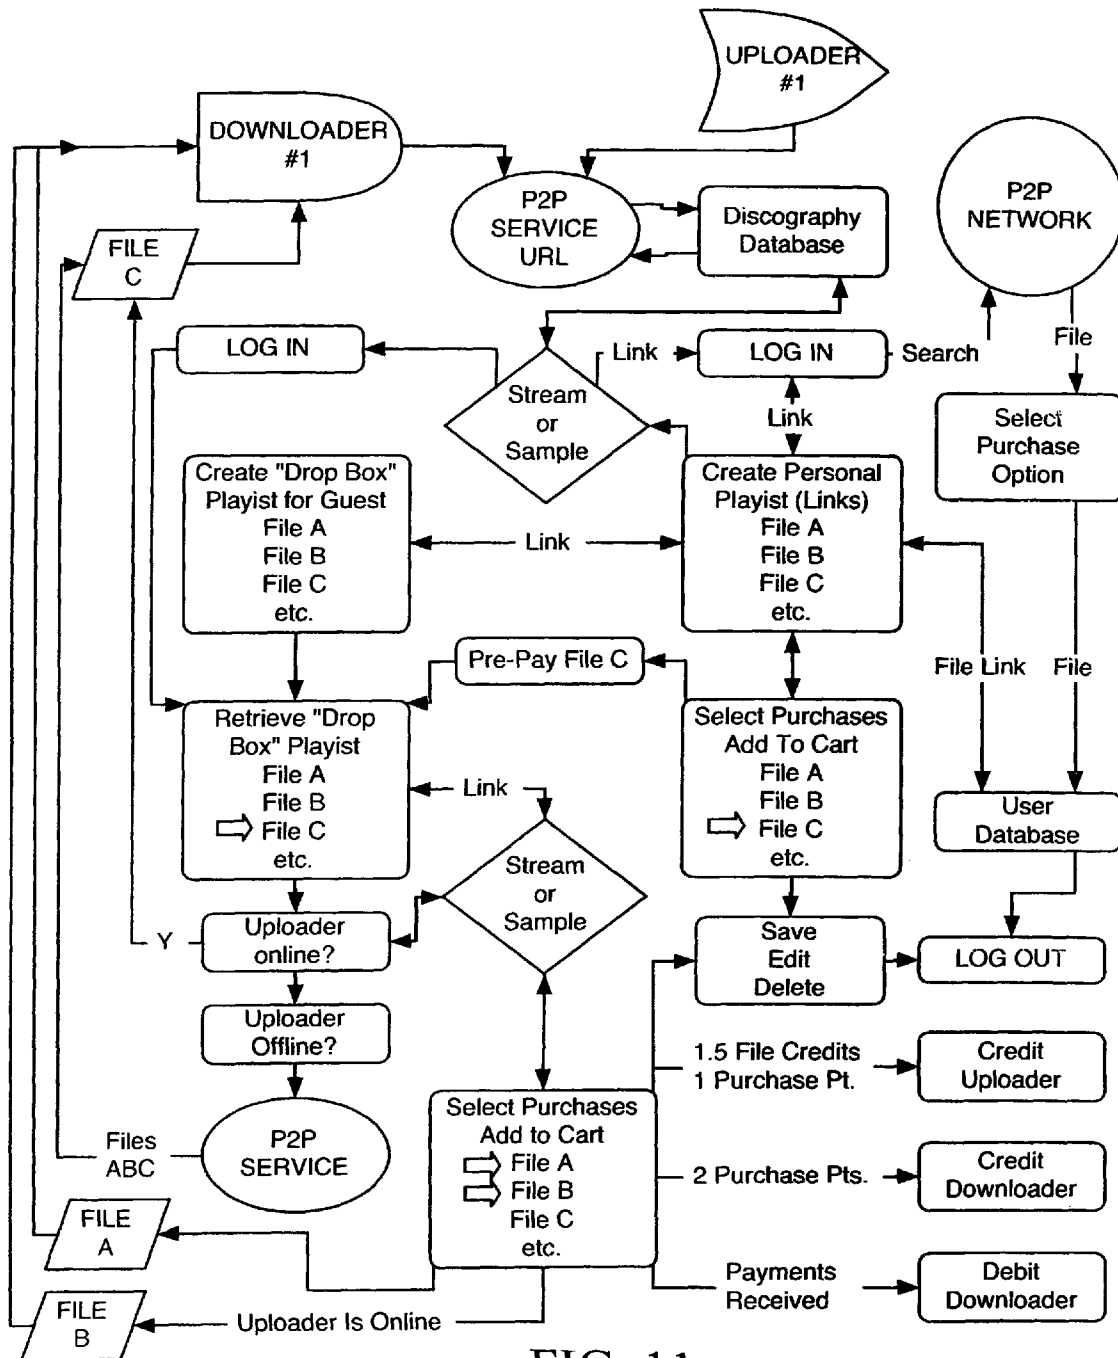 UPLOADER
#1
DOWNLOADER
#1
P2P
SERVICE
URL
Discography
Database
P2P
NETWORK
FILE
C
LOG IN
Link
LOG IN
Search
File
Stream
or
Sample
Link
Select
Purchase
Option
Create "Drop Box"
Playist for Guest
File A
File B
File C
etc.
Link
Create Personal
Playist (Links)
File A
File B
File C
etc.
Pre-Pay File C
File Link
File
Retrieve "Drop
Box" Playist
File A
File B
File C
etc.
Link
Select Purchases
Add To Cart
File A
File B
File C
etc.
User
Database
Stream
or
Sample
Y
Uploader
online?
Save
Edit
Delete
LOG OUT
Uploader
Offline?
1.5 File Credits
1 Purchase Pt.
Credit
Uploader
Files
ABC
P2P
SERVICE
Select Purchases
Add to Cart
File A
File B
File C
etc.
2 Purchase Pts.
Credit
Downloader
FILE
A
Payments
Received
Debit
Downloader
FILE
B
Uploader Is Online
FIG. 11